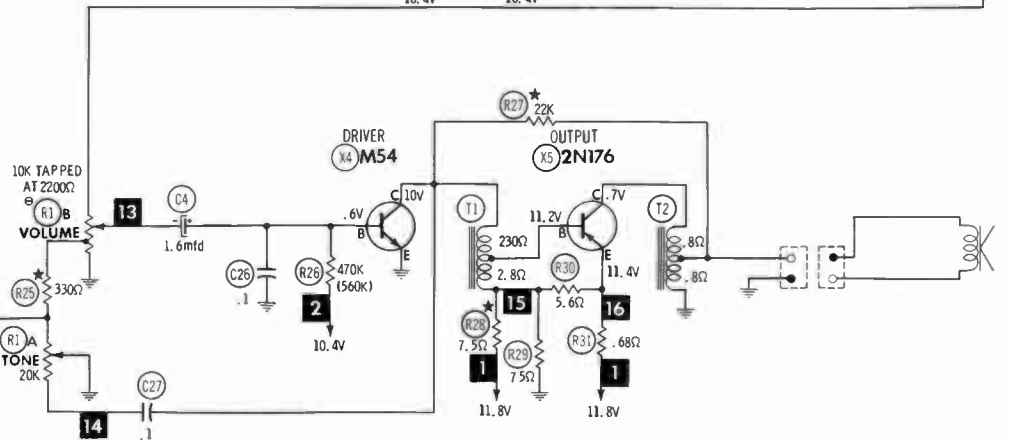 10.4V 10.4V
R27 ★
22K
DRIVER
X4 M54
OUTPUT
X5 2N176
10K TAPPED
AT 2200Ω
⊖
R1 B
VOLUME
13
C4
- +
1.6mfd
.6V
B
C 10V
E
T1
230Ω
2.8Ω
11.2V
B
C .7V
E
11.4V
T2
.8Ω
.8Ω
★
R25 330Ω
C26
.1
R26 470K
(560K)
2
10.4V
15
R30
5.6Ω
16
★
R28
7.5Ω
1
11.8V
R29
75Ω
R31 .68Ω
1
11.8V
R1 A
TONE
20K
14
C27
.1